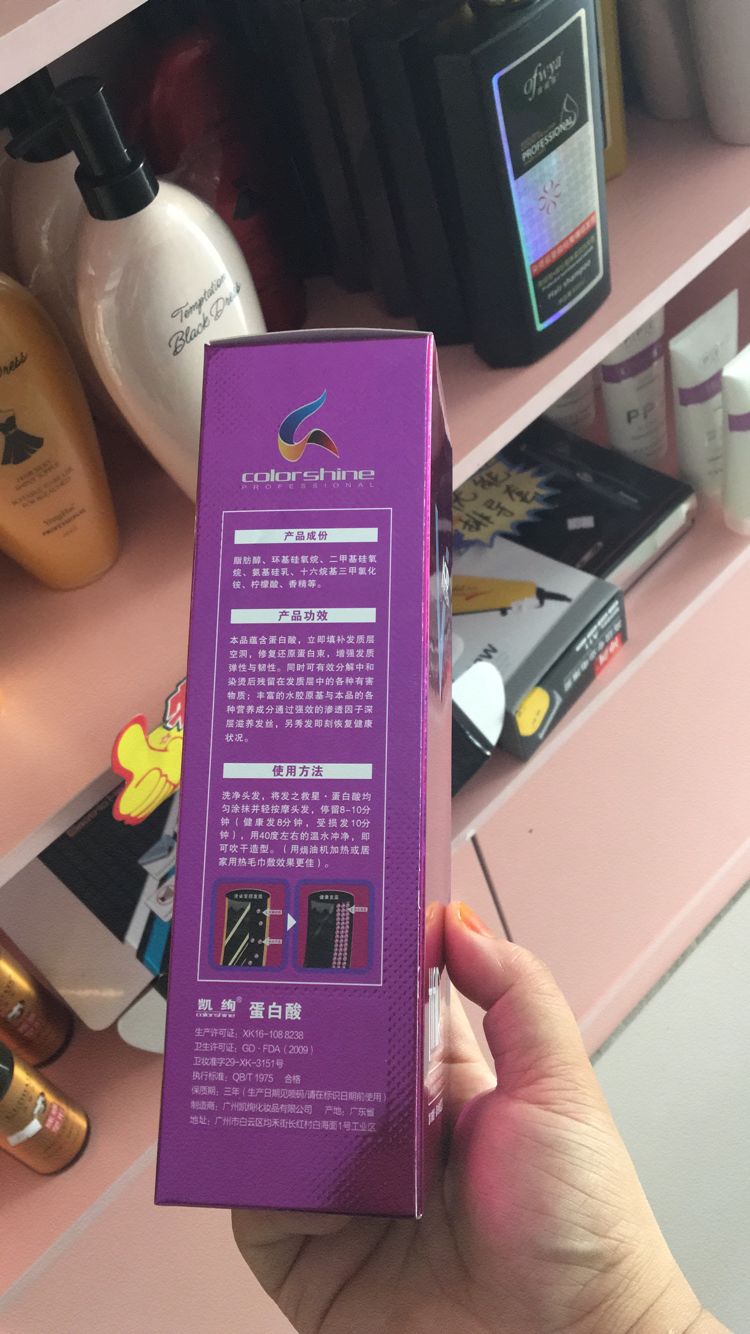 ofwya
PROFESSIONAL
Hair shampoo
Temptation
Black Dress
PROFESSIONAL
colorshine
PROFESSIONAL
产品成份
脂肪醇、环基硅氧烷、二甲基硅氧
烷、氨基硅乳、十六烷基三甲氯化
铵、柠檬酸、香精等。
产品功效
本品蕴含蛋白酸，立即填补发质层
空洞，修复还原蛋白束，增强发质
弹性与韧性。同时可有效分解中和
染烫后残留在发质层中的各种有害
物质；丰富的水胶原基与本品的各
种营养成分通过强效的渗透因子深
层滋养发丝，另秀发即刻恢复健康
状况。
使用方法
洗净头发，将发之救星·蛋白酸均
匀涂抹并轻按摩头发，停留8-10分
钟（健康发8分钟，受损发10分
钟），用40度左右的温水冲净，即
可吹干造型。（用焗油机加热或居
家用热毛巾敷效果更佳）。
健康发品
凯绚® 蛋白酸
colorshine
生产许可证：XK16-108 8238
卫生许可证：GD·FDA（2009）
卫妆准字29-XK-3151号
执行标准：QB/T 1975 合格
保质期：三年（生产日期见喷码/请在标识日期前使用）
制造商：广州凯绚化妆品有限公司 产地：广东省
地址：广州市白云区均禾街长红村白海面1号工业区